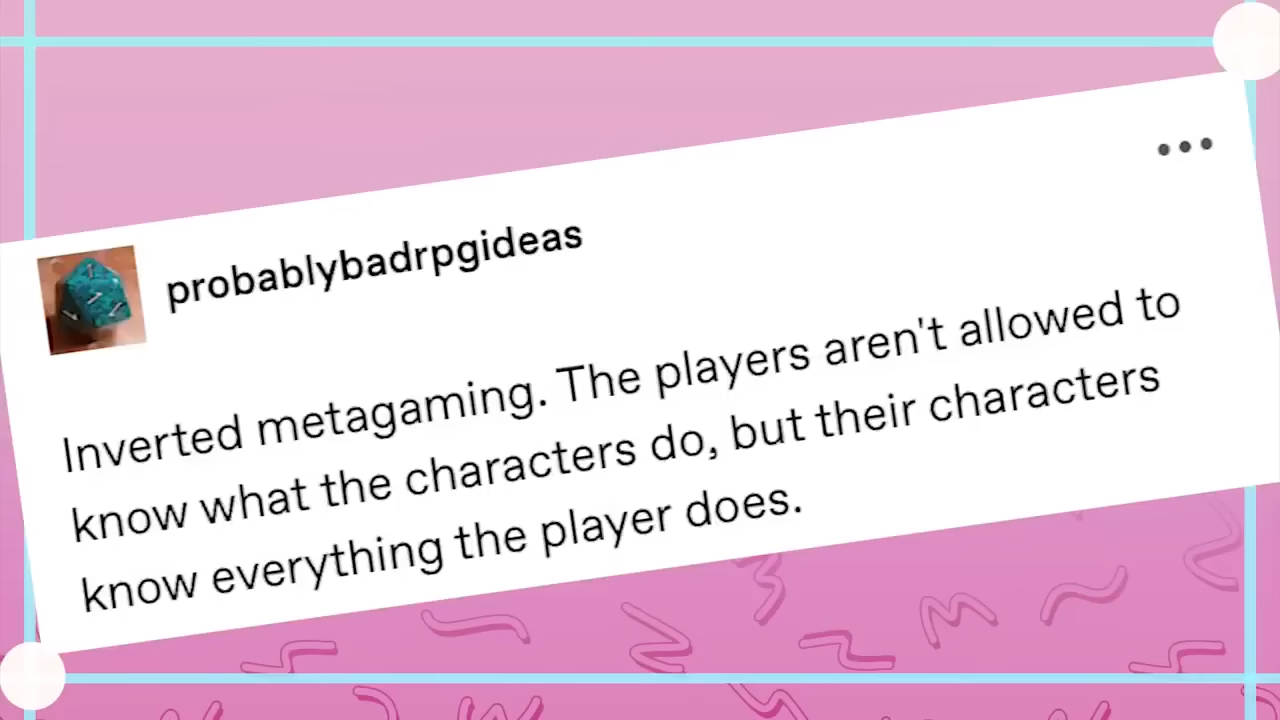 probablybadrpgideas
Inverted metagaming. The players aren't allowed to
know what the characters do, but their characters
know everything the player does.